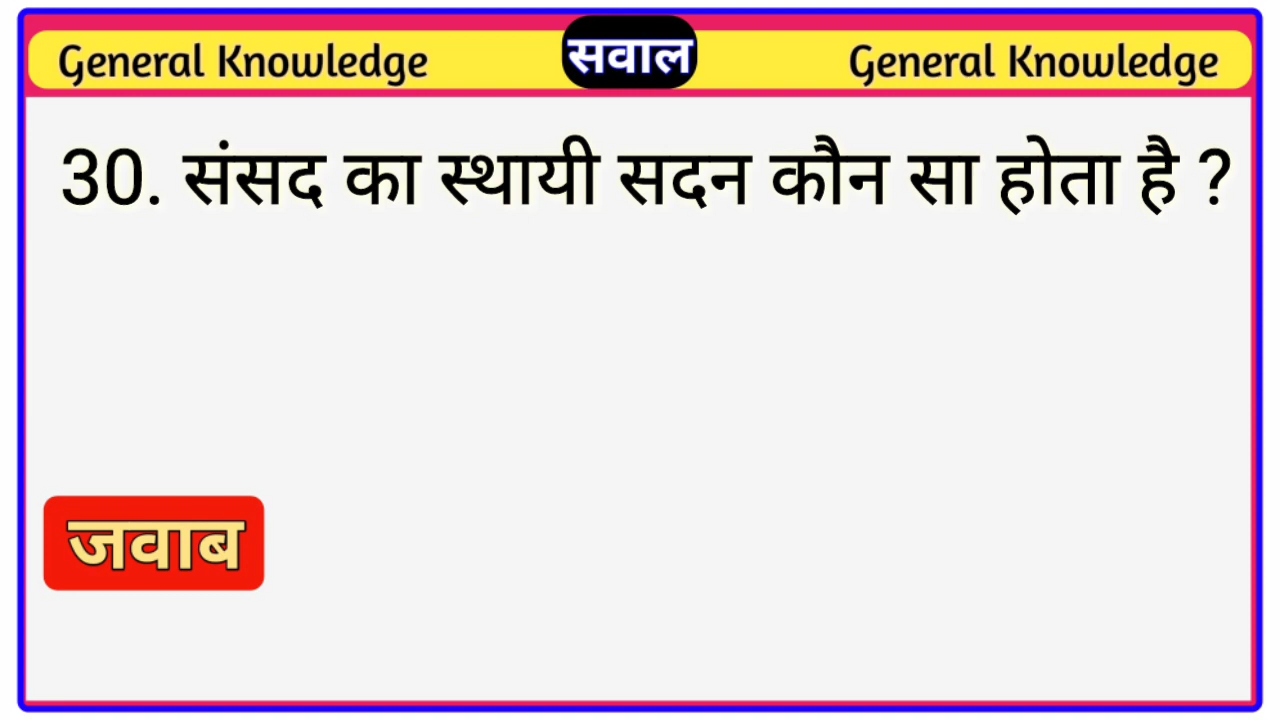 General Knowledge सवाल General Knowledge
30. संसद का स्थायी सदन कौन सा होता है ?
जवाब